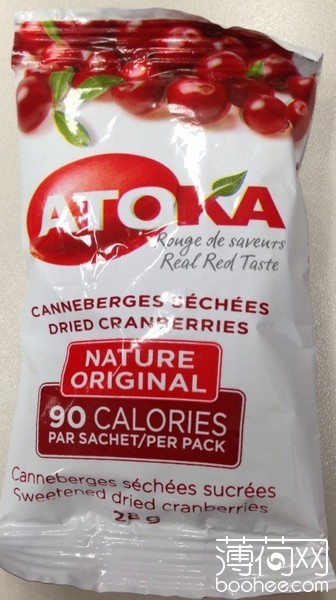 ATOKA
Rouge de saveurs
Real Red Taste
CANNEBERGES SÉCHÉES
DRIED CRANBERRIES
NATURE
ORIGINAL
90 CALORIES
PAR SACHET/PER PACK
Canneberges séchées sucrées
Sweetened dried cranberries
28 g
薄荷网
boohee.com